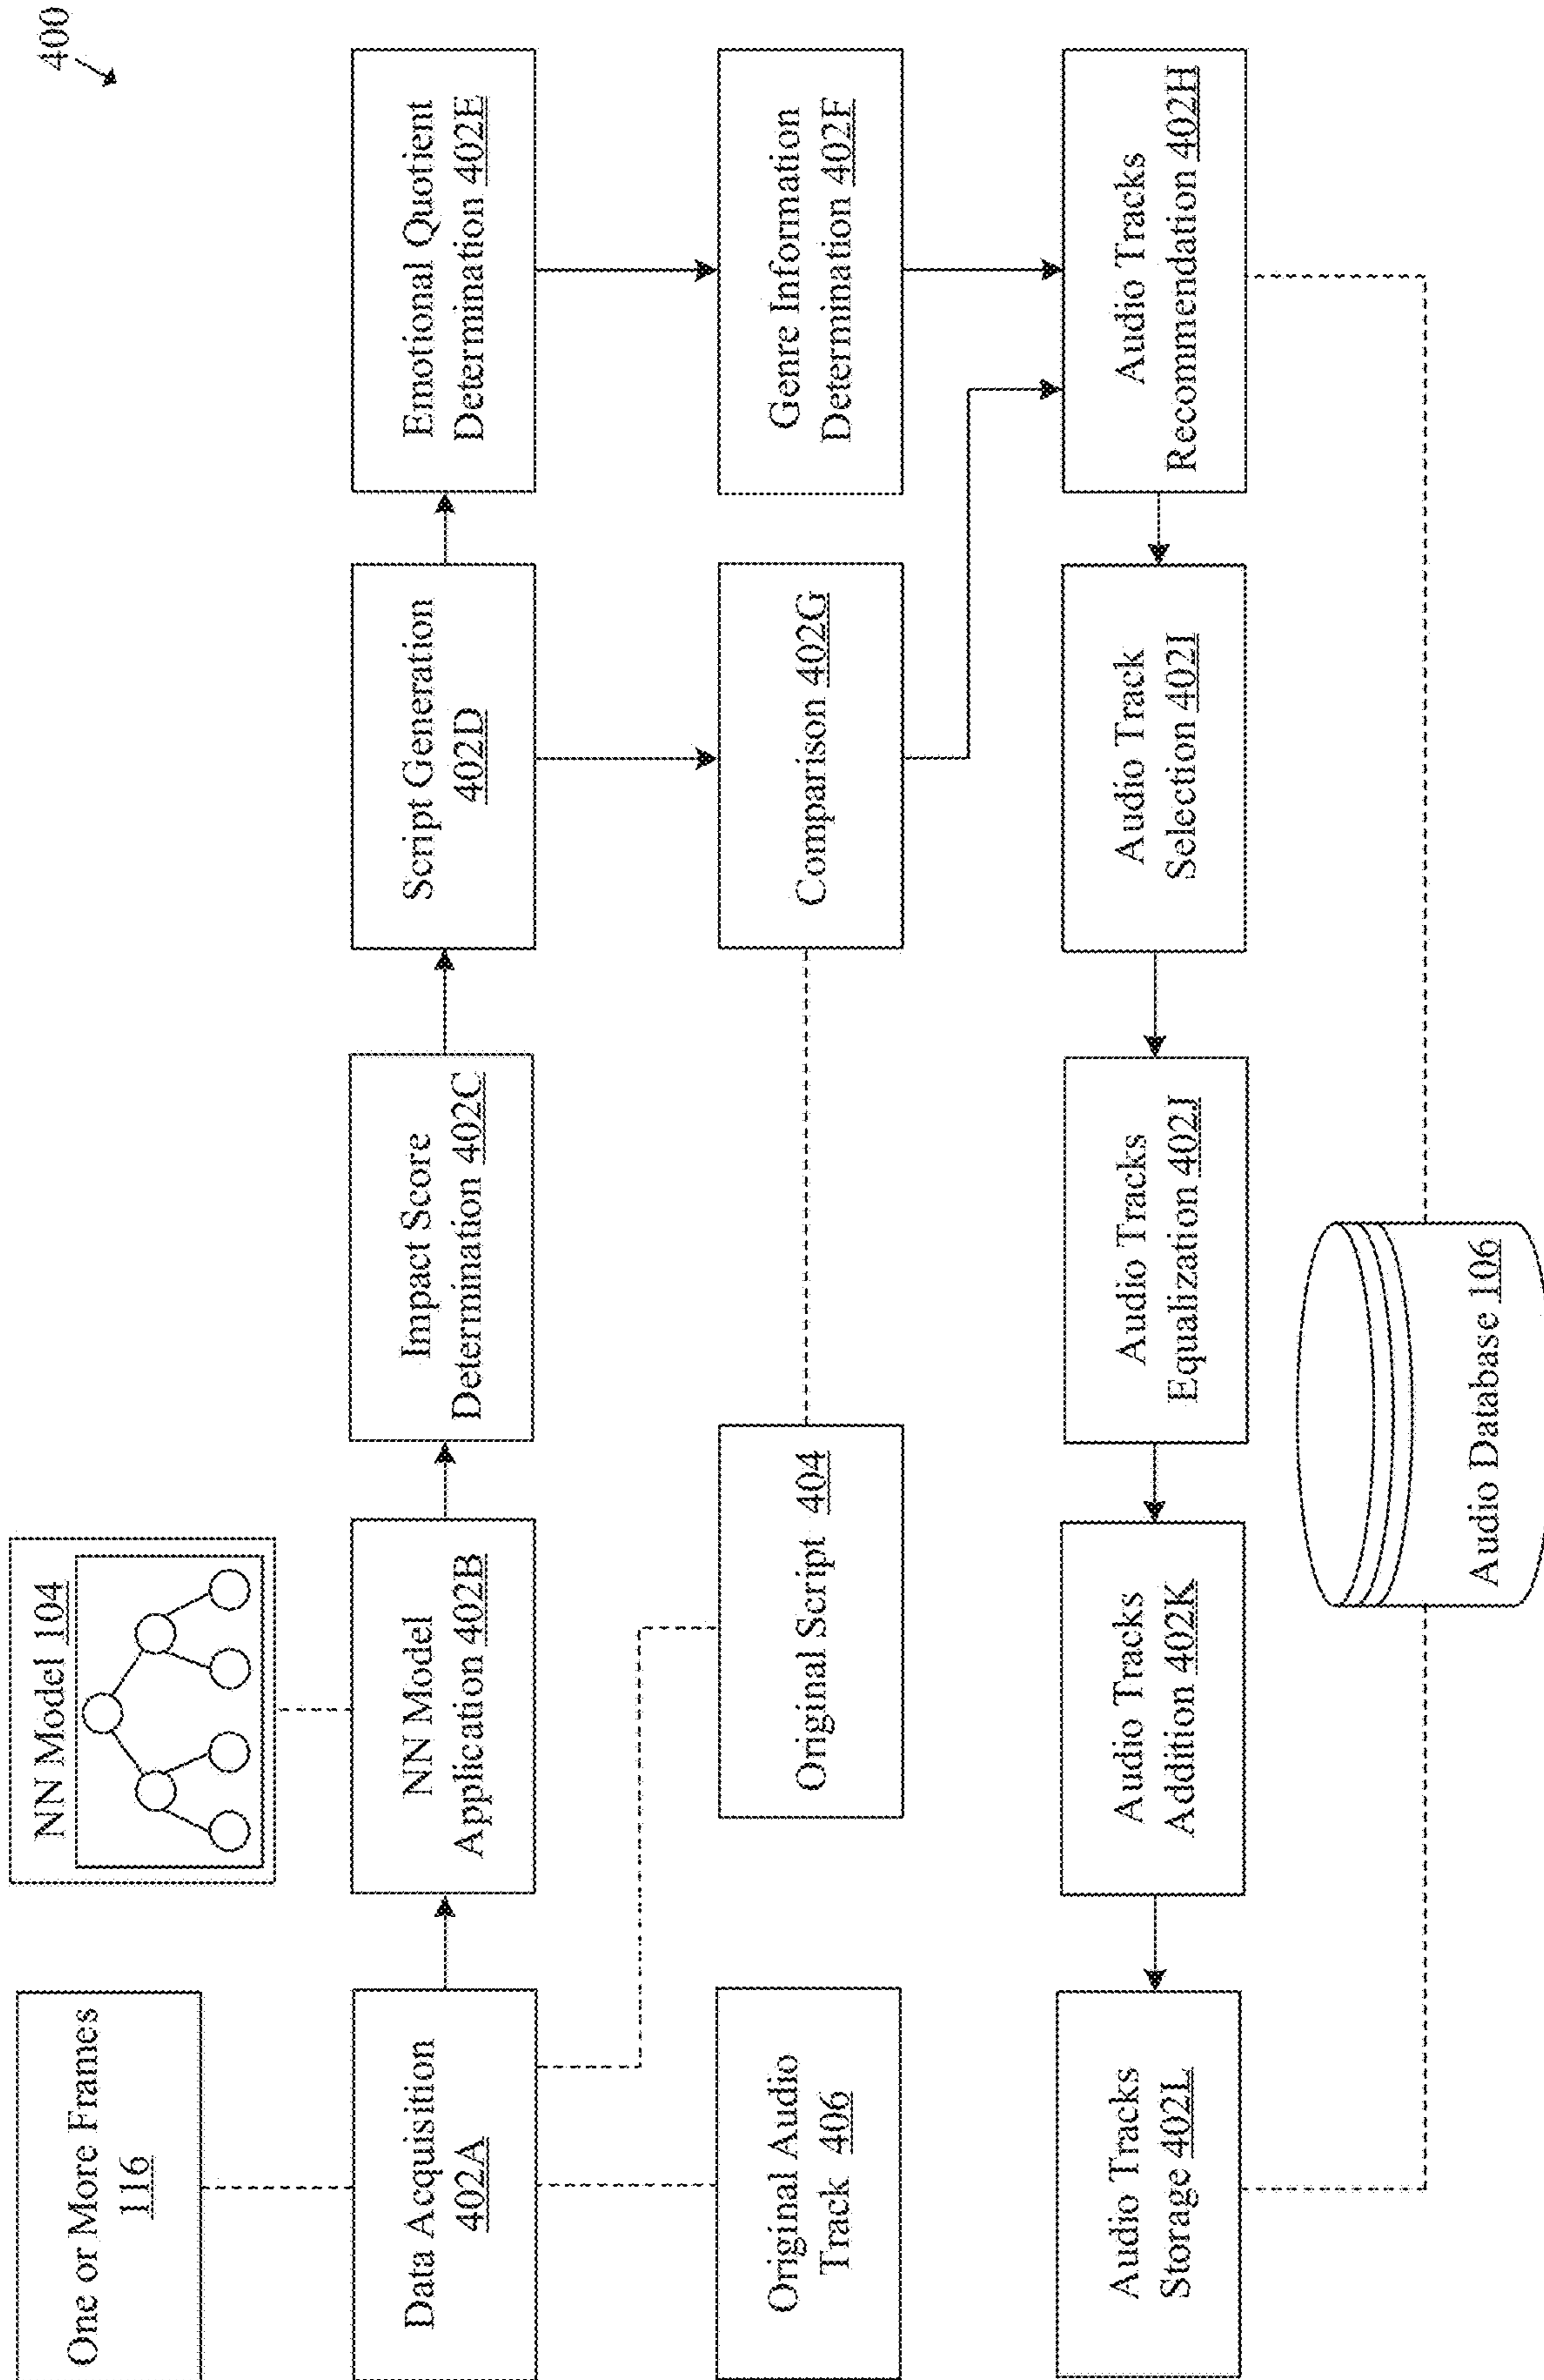 400
One or More Frames
116
NN Model 104
Data Acquisition
402A
NN Model
Application 402B
Impact Score
Determination 402C
Script Generation
402D
Emotional Quotient
Determination 402E
Original Audio
Track 406
Original Script 404
Comparison 402G
Genre Information
Determination 402F
Audio Tracks
Storage 402L
Audio Tracks
Addition 402K
Audio Tracks
Equalization 402J
Audio Track
Selection 402I
Audio Tracks
Recommendation 402H
Audio Database 106